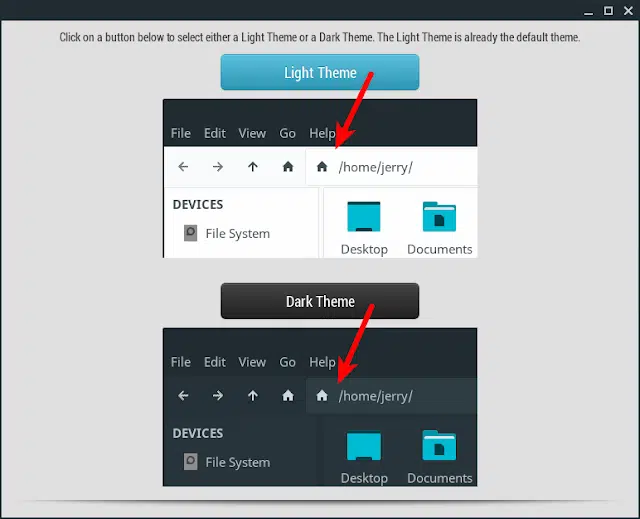 Click on a button below to select either a Light Theme or a Dark Theme. The Light Theme is already the default theme.
Light Theme
File Edit View Go Help
/home/jerry/
DEVICES
File System
Desktop Documents
Dark Theme
File Edit View Go Help
/home/jerry/
DEVICES
File System
Desktop Documents